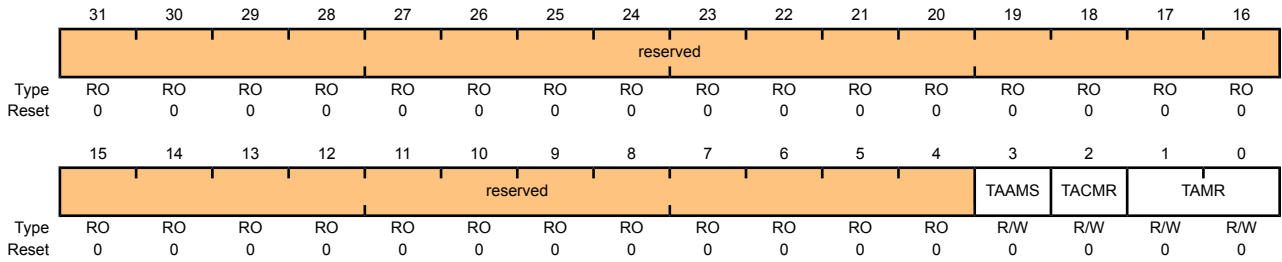 31 30 29 28 27 26 25 24 23 22 21 20 19 18 17 16
reserved
Type RO RO RO RO RO RO RO RO RO RO RO RO RO RO RO RO
Reset 0 0 0 0 0 0 0 0 0 0 0 0 0 0 0 0
15 14 13 12 11 10 9 8 7 6 5 4 3 2 1 0
reserved TAAMS TACMR TAMR
Type RO RO RO RO RO RO RO RO RO RO RO RO R/W R/W R/W R/W
Reset 0 0 0 0 0 0 0 0 0 0 0 0 0 0 0 0